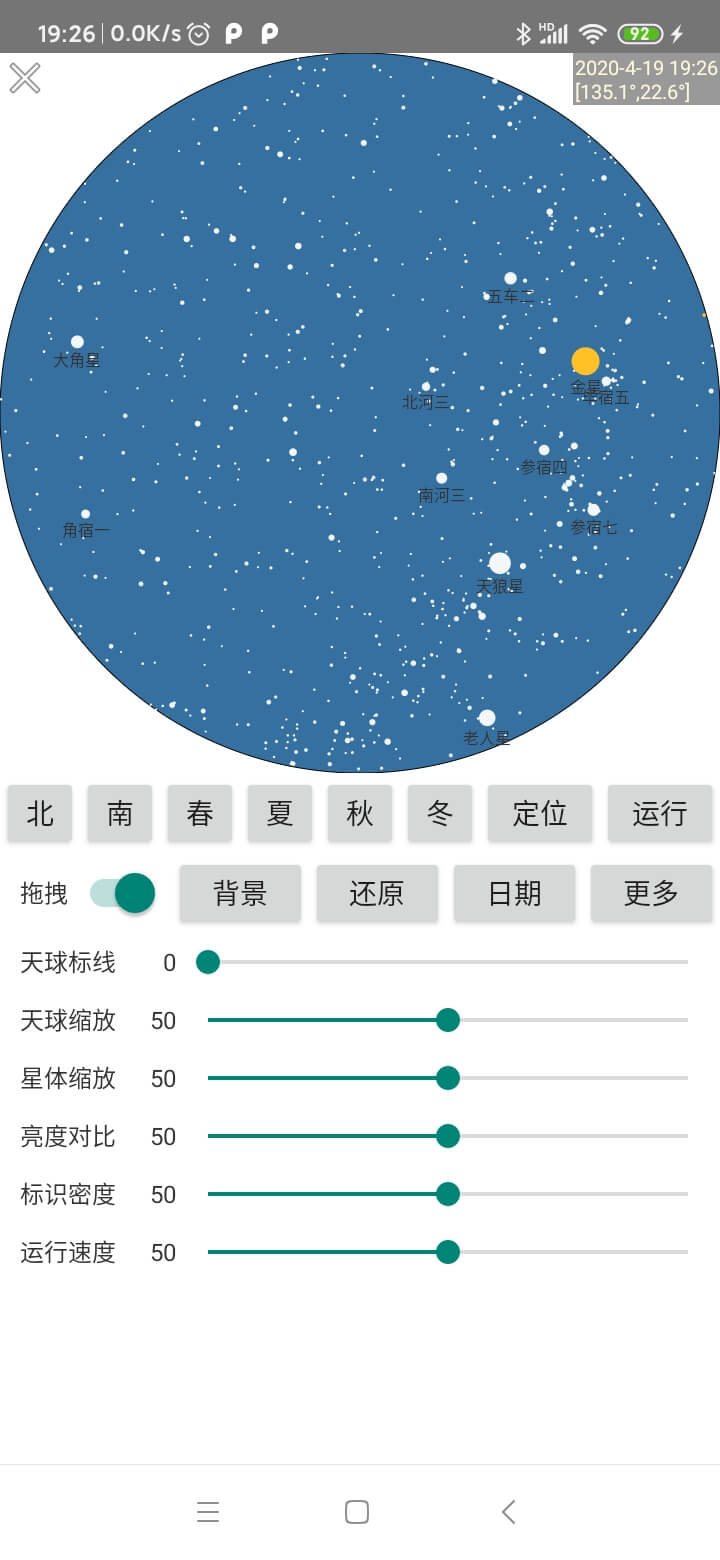 19:26 0.0K/s HD 92
2020-4-19 19:26
[135.1°,22.6°]
五车二
大角星
金星
毕宿五
北河三
参宿四
南河三
角宿一
参宿七
天狼星
老人星
北 南 春 夏 秋 冬 定位 运行
拖拽 背景 还原 日期 更多
天球标线 0
天球缩放 50
星体缩放 50
亮度对比 50
标识密度 50
运行速度 50